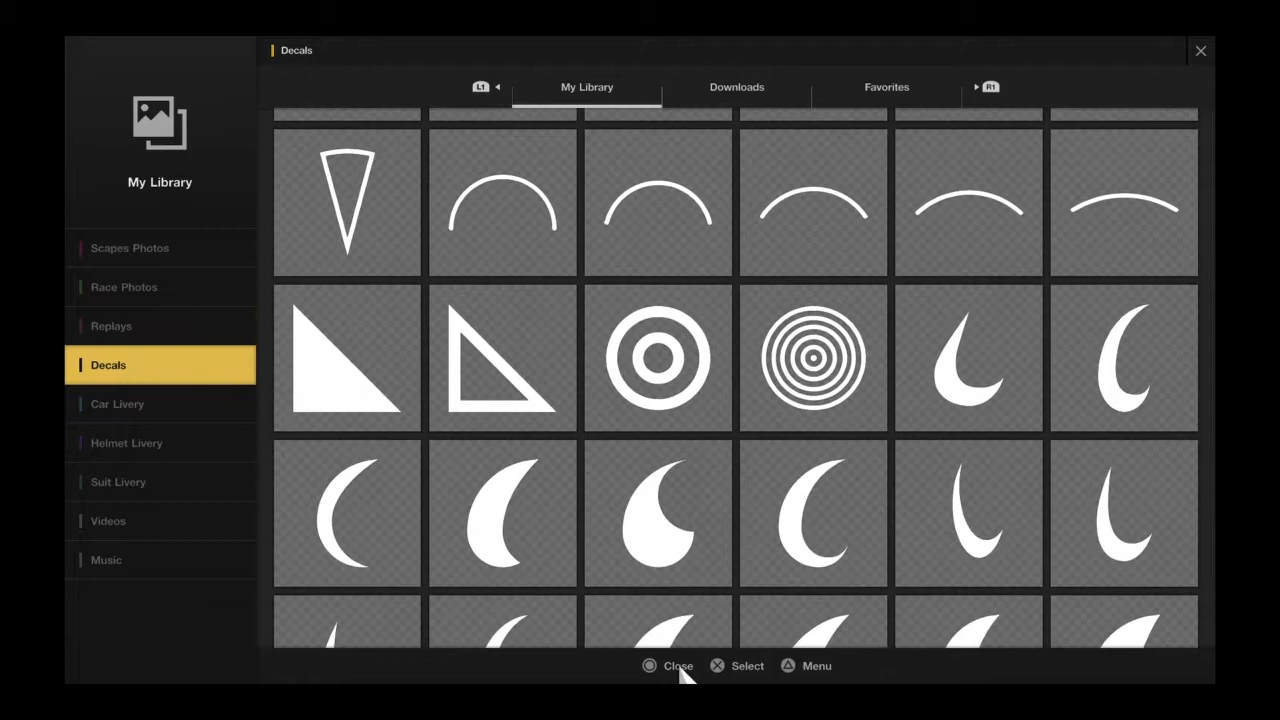 Decals
L1 My Library Downloads Favorites R1
My Library
Scapes Photos
Race Photos
Replays
Decals
Car Livery
Helmet Livery
Suit Livery
Videos
Music
Close Select Menu